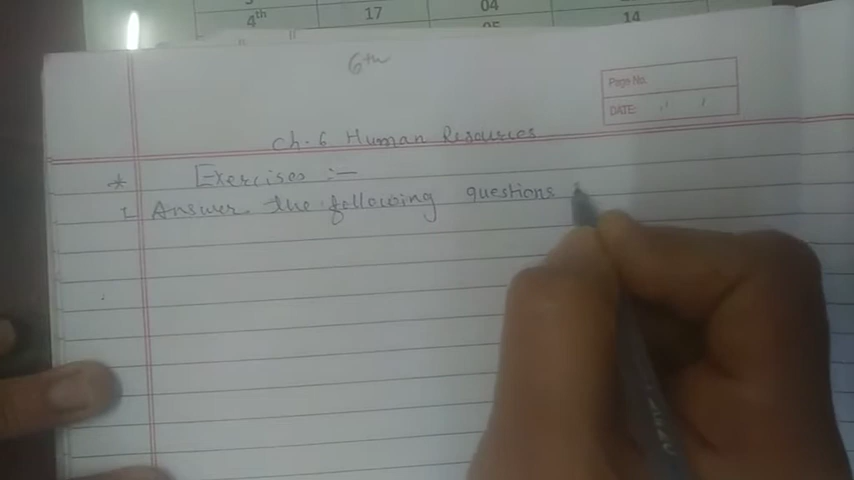 4th 17 04 14
6th
Page No.
DATE:
Ch-6 Human Resources
* Exercises :-
1 Answer the following questions